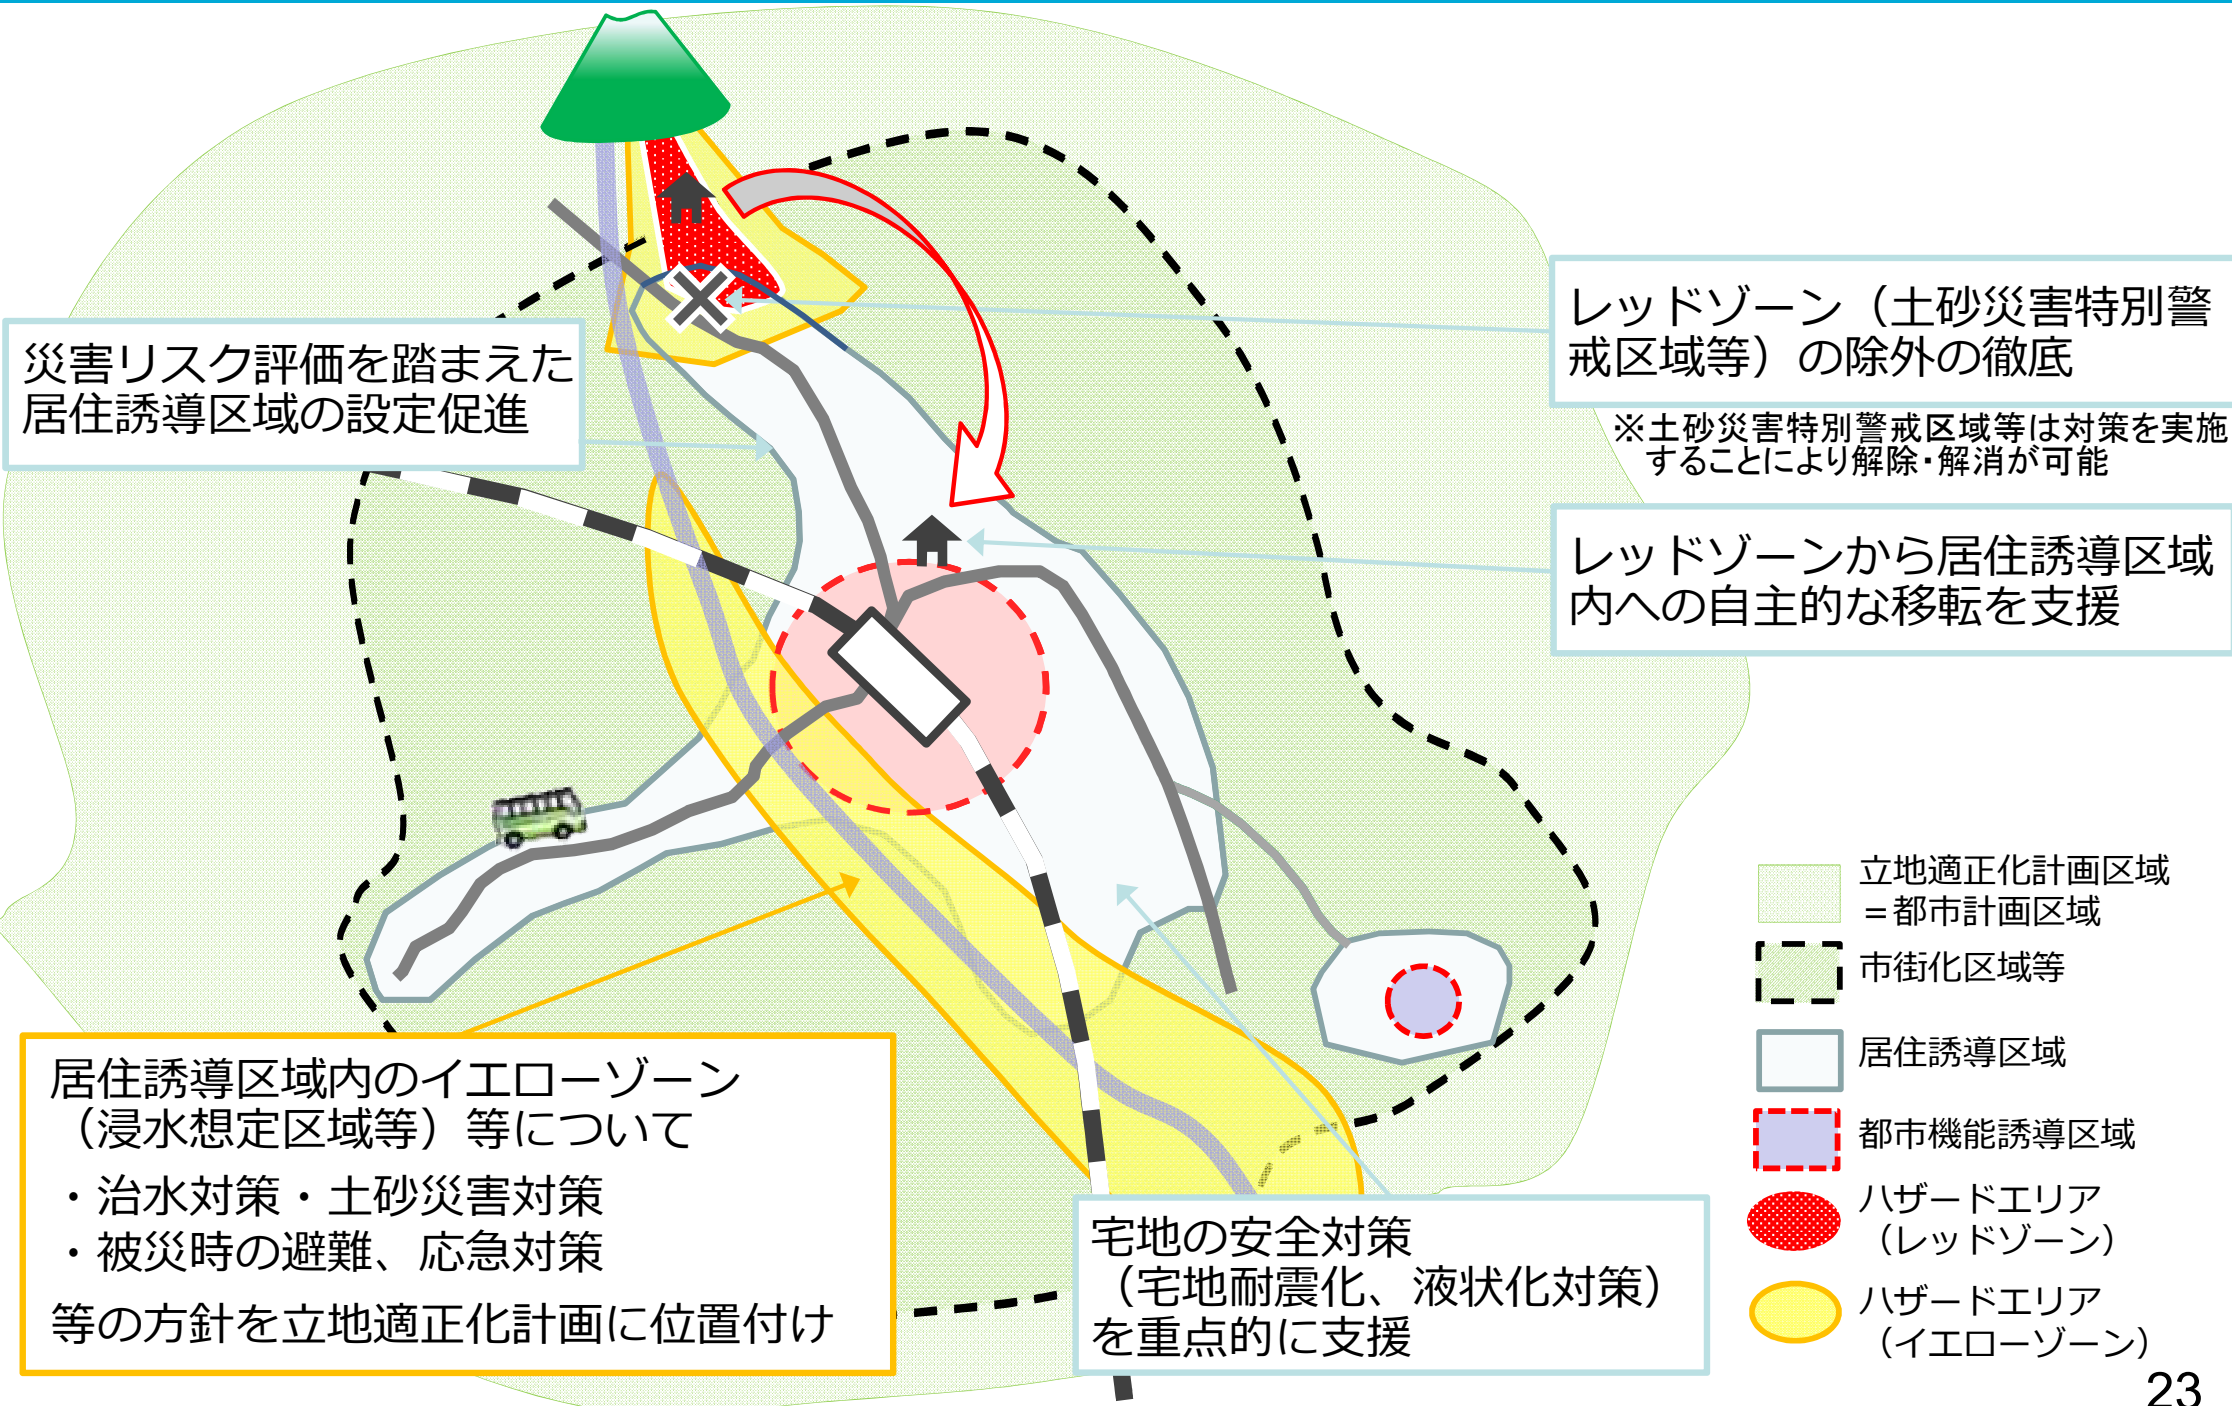 災害リスク評価を踏まえた
居住誘導区域の設定促進
レッドゾーン（土砂災害特別警
戒区域等）の除外の徹底
※土砂災害特別警戒区域等は対策を実施
することにより解除・解消が可能
レッドゾーンから居住誘導区域
内への自主的な移転を支援
居住誘導区域内のイエローゾーン
（浸水想定区域等）等について
・治水対策・土砂災害対策
・被災時の避難、応急対策
等の方針を立地適正化計画に位置付け
宅地の安全対策
（宅地耐震化、液状化対策）
を重点的に支援
立地適正化計画区域
＝都市計画区域
市街化区域等
居住誘導区域
都市機能誘導区域
ハザードエリア
（レッドゾーン）
ハザードエリア
（イエローゾーン）
23